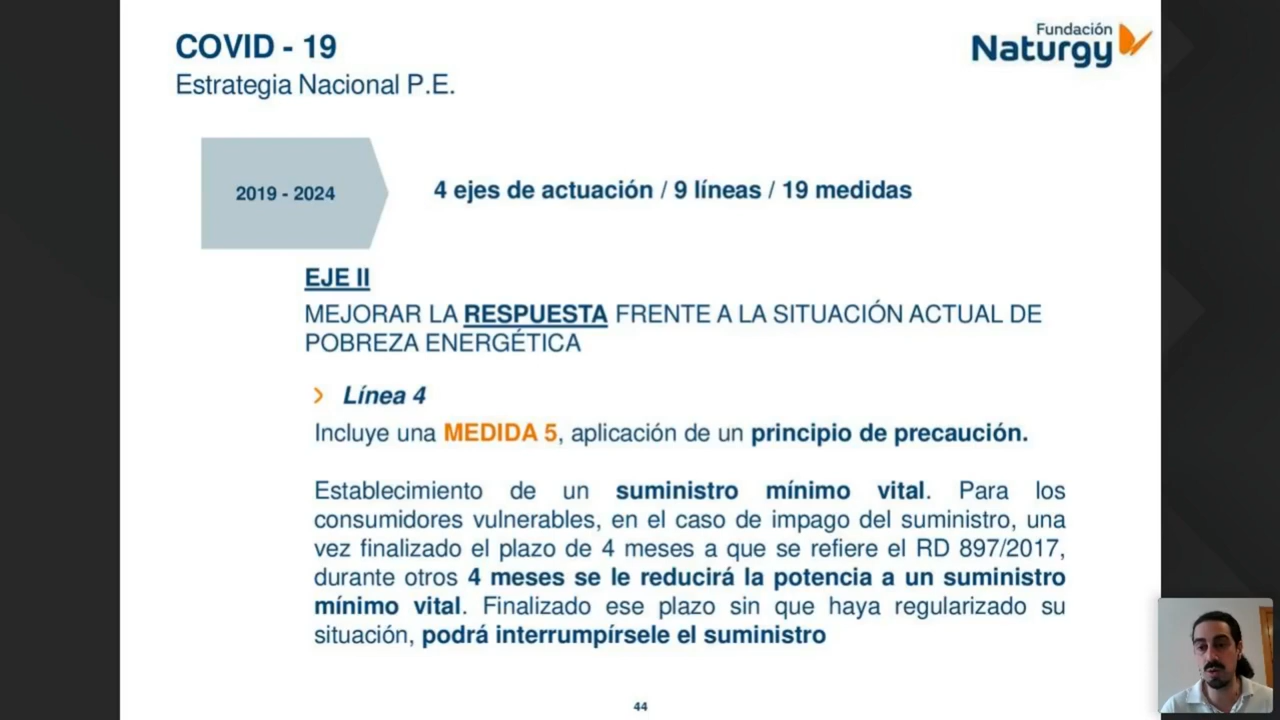 COVID - 19
Estrategia Nacional P.E.
Fundación
Naturgy
2019 - 2024
4 ejes de actuación / 9 líneas / 19 medidas
EJE II
MEJORAR LA RESPUESTA FRENTE A LA SITUACIÓN ACTUAL DE
POBREZA ENERGÉTICA
Línea 4
Incluye una MEDIDA 5, aplicación de un principio de precaución.
Establecimiento de un suministro mínimo vital. Para los
consumidores vulnerables, en el caso de impago del suministro, una
vez finalizado el plazo de 4 meses a que se refiere el RD 897/2017,
durante otros 4 meses se le reducirá la potencia a un suministro
mínimo vital. Finalizado ese plazo sin que haya regularizado su
situación, podrá interrumpírsele el suministro
44